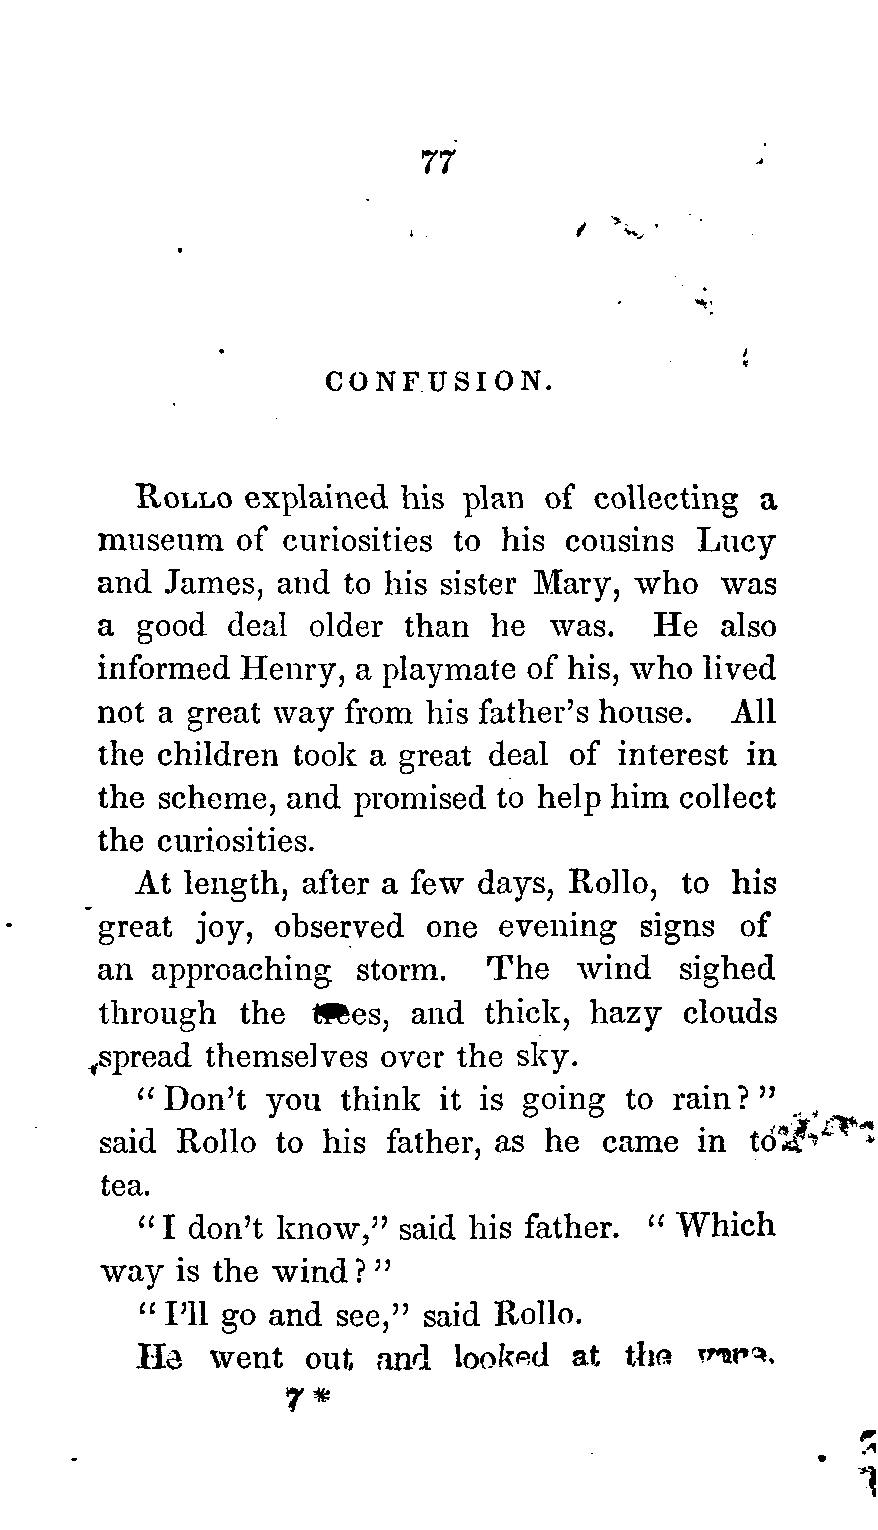 77
CONFUSION.
ROLLO explained his plan of collecting a
museum of curiosities to his cousins Lucy
and James, and to his sister Mary, who was
a good deal older than he was. He also
informed Henry, a playmate of his, who lived
not a great way from his father's house. All
the children took a great deal of interest in
the scheme, and promised to help him collect
the curiosities.
At length, after a few days, Rollo, to his
great joy, observed one evening signs of
an approaching storm. The wind sighed
through the trees, and thick, hazy clouds
spread themselves over the sky.
“Don't you think it is going to rain?”
said Rollo to his father, as he came in to
tea.
“I don't know,” said his father. “Which
way is the wind?”
“I'll go and see,” said Rollo.
He went out and looked at the vane.
7*